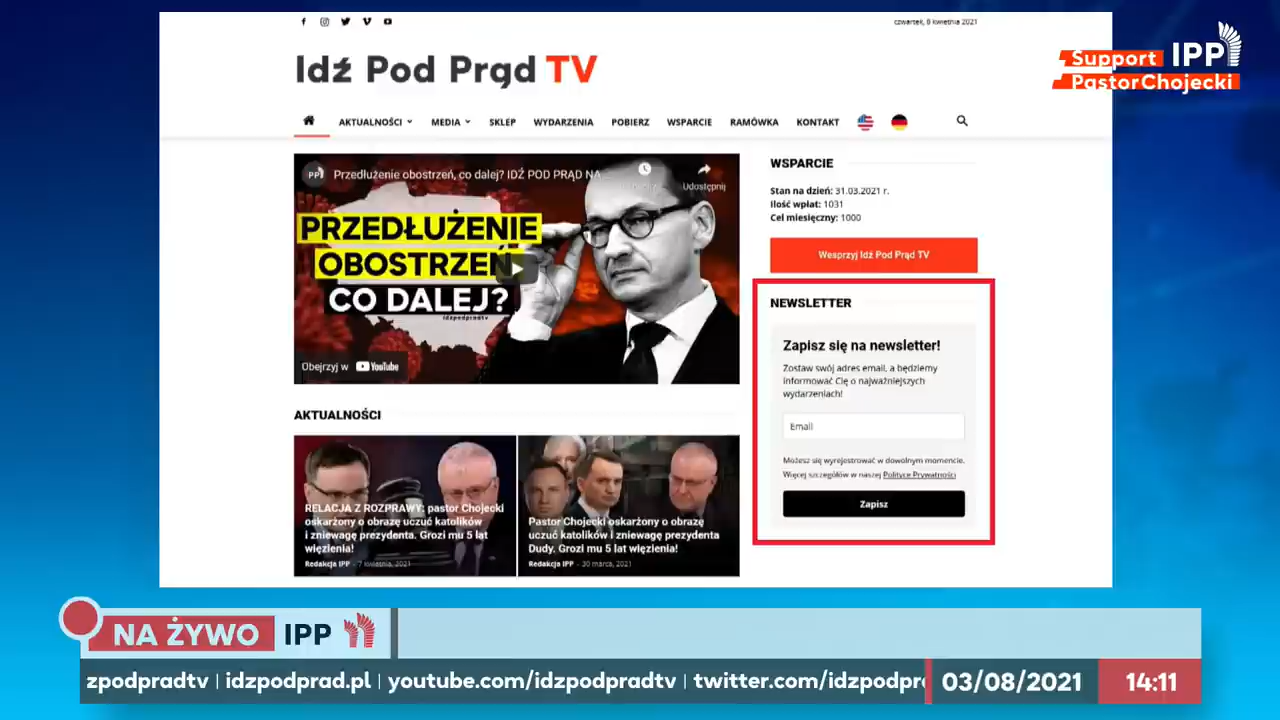 czwartek, 8 kwietnia 2021
Support IPP
Pastor Chojecki
Idź Pod Prąd TV
AKTUALNOŚCI MEDIA SKLEP WYDARZENIA POBIERZ WSPARCIE RAMÓWKA KONTAKT
PP
Przedłużenie obostrzeń, co dalej? IDŹ POD PRĄD NA ...
Udostępnij
PRZEDŁUŻENIE
OBOSTRZEŃ
CO DALEJ?
idzpodpradtv
Obejrzyj w YouTube
WSPARCIE
Stan na dzień: 31.03.2021 r.
Ilość wpłat: 1031
Cel miesięczny: 1000
Wesprzyj Idź Pod Prąd TV
NEWSLETTER
Zapisz się na newsletter!
Zostaw swój adres email, a będziemy
informować Cię o najważniejszych
wydarzeniach!
Email
Możesz się wyrejestrować w dowolnym momencie.
Więcej szczegółów w naszej Polityce Prywatności
Zapisz
AKTUALNOŚCI
RELACJA Z ROZPRAWY: pastor Chojecki
oskarżony o obrazę uczuć katolików
i zniewagę prezydenta. Grozi mu 5 lat
więzienia!
Redakcja IPP - 7 kwietnia, 2021
Pastor Chojecki oskarżony o obrazę
uczuć katolików i zniewagę prezydenta
Dudy. Grozi mu 5 lat więzienia!
Redakcja IPP - 30 marca, 2021
NA ŻYWO IPP
zpodpradtv | idzpodprad.pl | youtube.com/idzpodpradtv | twitter.com/idzpodpr
03/08/2021 14:11